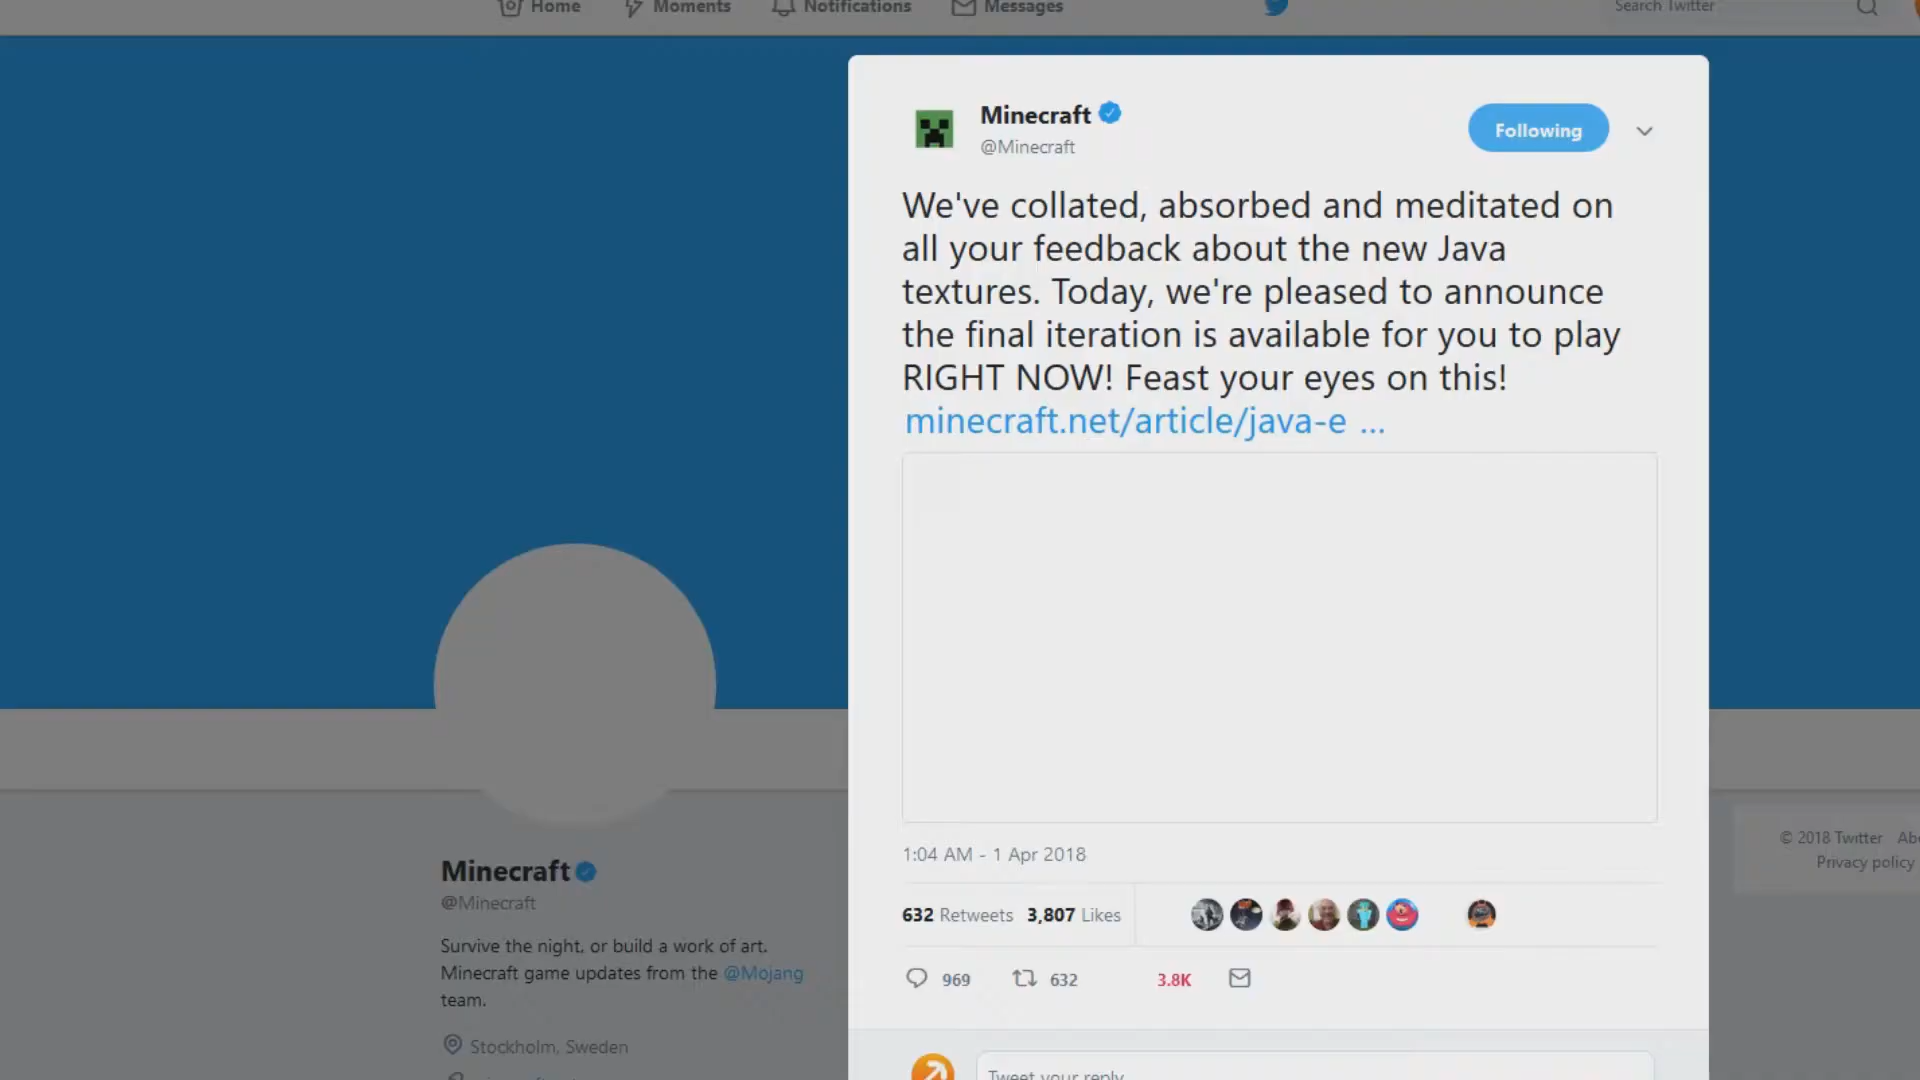 Home Moments Notifications Messages Search Twitter
Minecraft
@Minecraft
Following
We've collated, absorbed and meditated on
all your feedback about the new Java
textures. Today, we're pleased to announce
the final iteration is available for you to play
RIGHT NOW! Feast your eyes on this!
minecraft.net/article/java-e ...
1:04 AM - 1 Apr 2018
632 Retweets 3,807 Likes
969 632 3.8K
Tweet your reply
Minecraft
@Minecraft
Survive the night, or build a work of art.
Minecraft game updates from the @Mojang
team.
Stockholm, Sweden
© 2018 Twitter
Privacy policy